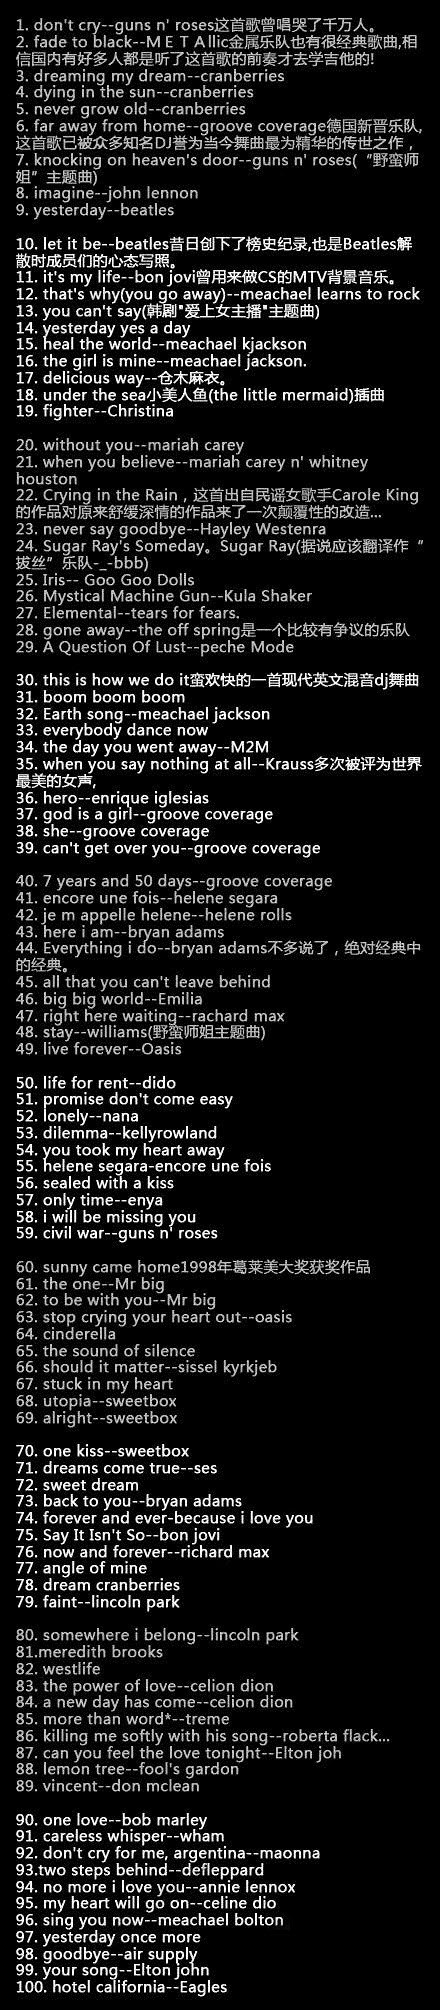 1. don't cry--guns n' roses这首歌曾唱哭了千万人。
2. fade to black--ＭＥＴＡllic金属乐队也有很经典歌曲,相
信国内有好多人都是听了这首歌的前奏才去学吉他的!
3. dreaming my dream--cranberries
4. dying in the sun--cranberries
5. never grow old--cranberries
6. far away from home--groove coverage德国新晋乐队,
这首歌已被众多知名DJ誉为当今舞曲最为精华的传世之作，
7. knocking on heaven's door--guns n' roses(“野蛮师
姐”主题曲)
8. imagine--john lennon
9. yesterday--beatles
10. let it be--beatles昔日创下了榜史纪录,也是Beatles解
散时成员们的心态写照。
11. it's my life--bon jovi曾用来做CS的MTV背景音乐。
12. that's why(you go away)--meachael learns to rock
13. you can't say(韩剧"爱上女主播"主题曲)
14. yesterday yes a day
15. heal the world--meachael kjackson
16. the girl is mine--meachael jackson.
17. delicious way--仓木麻衣。
18. under the sea小美人鱼(the little mermaid)插曲
19. fighter--Christina
20. without you--mariah carey
21. when you believe--mariah carey n' whitney
houston
22. Crying in the Rain，这首出自民谣女歌手Carole King
的作品对原来舒缓深情的作品来了一次颠覆性的改造...
23. never say goodbye--Hayley Westenra
24. Sugar Ray's Someday。Sugar Ray(据说应该翻译作“
拔丝”乐队-_-bbb)
25. Iris-- Goo Goo Dolls
26. Mystical Machine Gun--Kula Shaker
27. Elemental--tears for fears.
28. gone away--the off spring是一个比较有争议的乐队
29. A Question Of Lust--peche Mode
30. this is how we do it蛮欢快的一首现代英文混音dj舞曲
31. boom boom boom
32. Earth song--meachael jackson
33. everybody dance now
34. the day you went away--M2M
35. when you say nothing at all--Krauss多次被评为世界
最美的女声,
36. hero--enrique iglesias
37. god is a girl--groove coverage
38. she--groove coverage
39. can't get over you--groove coverage
40. 7 years and 50 days--groove coverage
41. encore une fois--helene segara
42. je m appelle helene--helene rolls
43. here i am--bryan adams
44. Everything i do--bryan adams不多说了，绝对经典中
的经典。
45. all that you can't leave behind
46. big big world--Emilia
47. right here waiting--rachard max
48. stay--williams(野蛮师姐主题曲)
49. live forever--Oasis
50. life for rent--dido
51. promise don't come easy
52. lonely--nana
53. dilemma--kellyrowland
54. you took my heart away
55. helene segara-encore une fois
56. sealed with a kiss
57. only time--enya
58. i will be missing you
59. civil war--guns n' roses
60. sunny came home1998年葛莱美大奖获奖作品
61. the one--Mr big
62. to be with you--Mr big
63. stop crying your heart out--oasis
64. cinderella
65. the sound of silence
66. should it matter--sissel kyrkjeb
67. stuck in my heart
68. utopia--sweetbox
69. alright--sweetbox
70. one kiss--sweetbox
71. dreams come true--ses
72. sweet dream
73. back to you--bryan adams
74. forever and ever-because i love you
75. Say It Isn't So--bon jovi
76. now and forever--richard max
77. angle of mine
78. dream cranberries
79. faint--lincoln park
80. somewhere i belong--lincoln park
81.meredith brooks
82. westlife
83. the power of love--celion dion
84. a new day has come--celion dion
85. more than word*--treme
86. killing me softly with his song--roberta flack...
87. can you feel the love tonight--Elton joh
88. lemon tree--fool's gardon
89. vincent--don mclean
90. one love--bob marley
91. careless whisper--wham
92. don't cry for me, argentina--maonna
93.two steps behind--defleppard
94. no more i love you--annie lennox
95. my heart will go on--celine dio
96. sing you now--meachael bolton
97. yesterday once more
98. goodbye--air supply
99. your song--Elton john
100. hotel california--Eagles